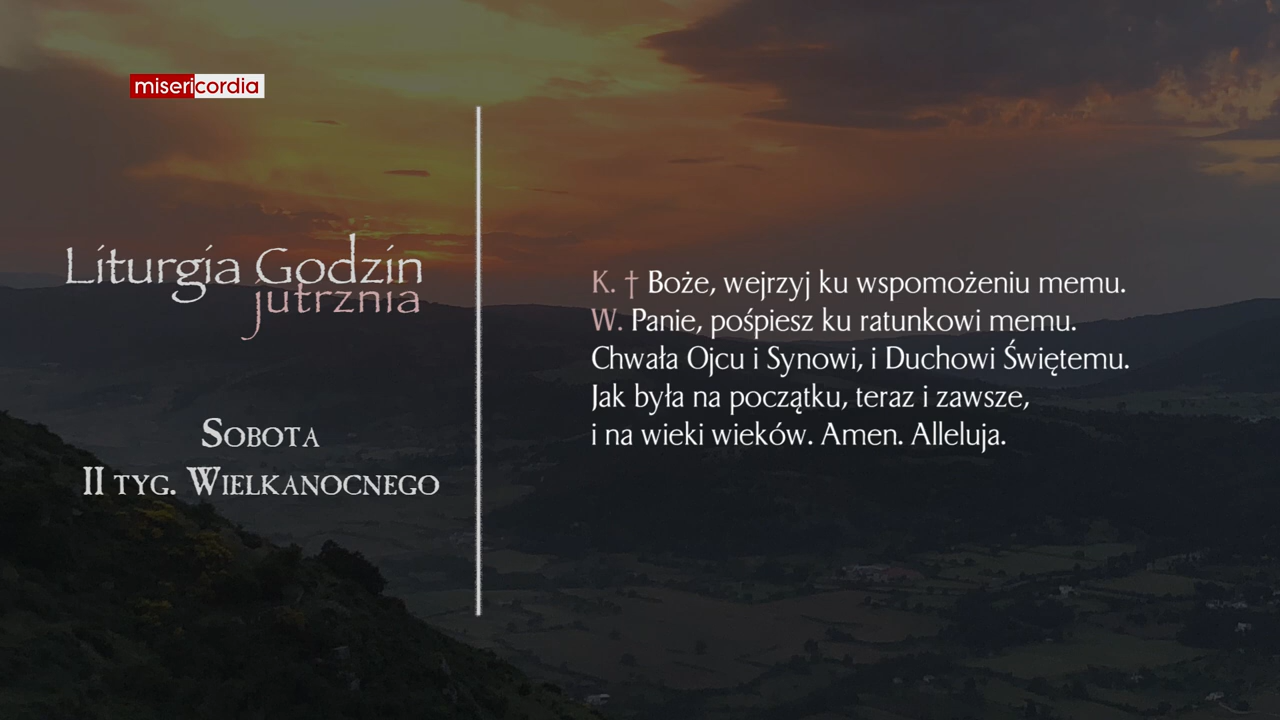 misericordia
Liturgia Godzin
jutrznia
Sobota
II tyg. Wielkanocnego
K. † Boże, wejrzyj ku wspomożeniu memu.
W. Panie, pośpiesz ku ratunkowi memu.
Chwała Ojcu i Synowi, i Duchowi Świętemu.
Jak była na początku, teraz i zawsze,
i na wieki wieków. Amen. Alleluja.